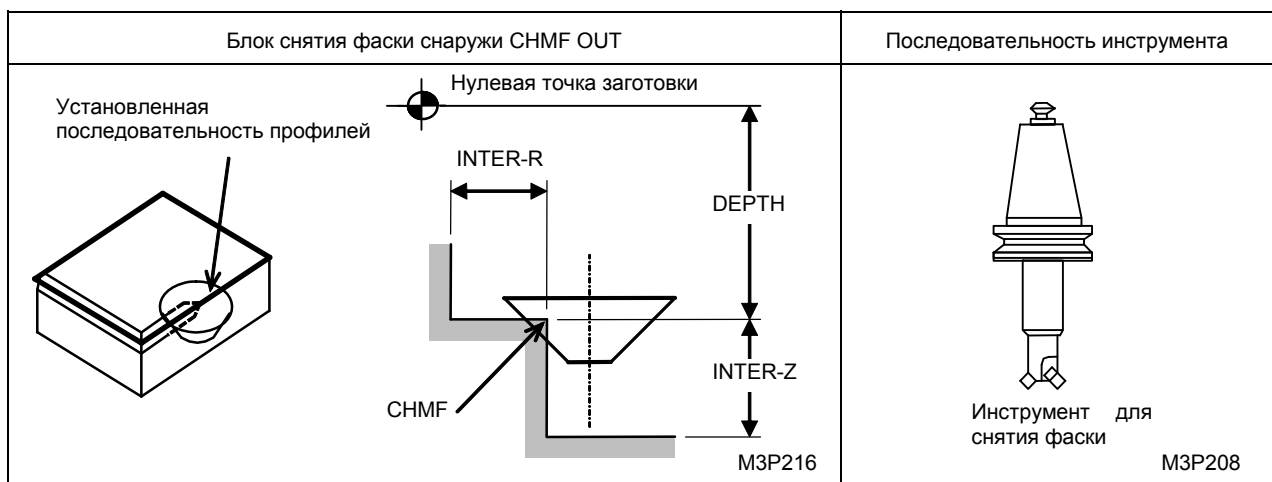 Блок снятия фаски снаружи CHMF OUT
Последовательность инструмента
Нулевая точка заготовки
Установленная
последовательность профилей
INTER-R
DEPTH
INTER-Z
CHMF
M3P216
Инструмент для
снятия фаски
M3P208